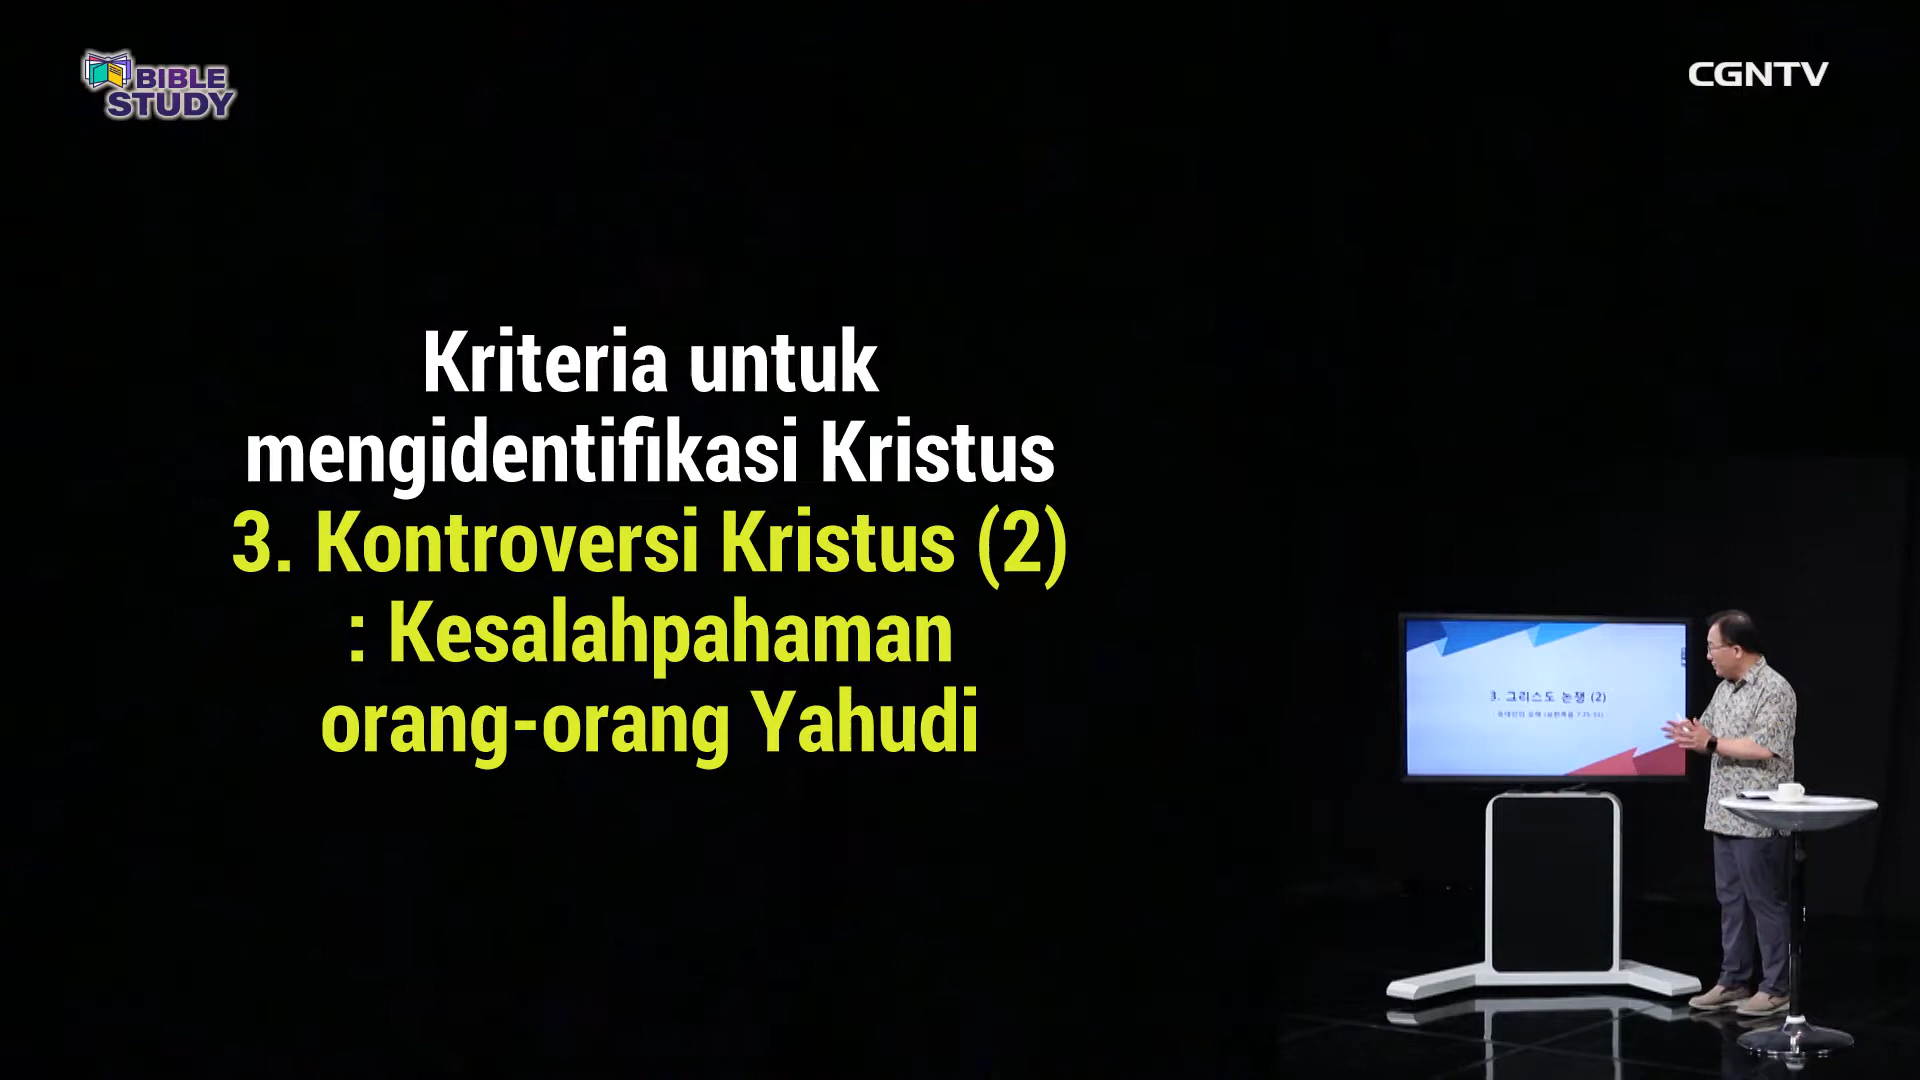 BIBLE
STUDY
CGNTV
Kriteria untuk
mengidentifikasi Kristus
3. Kontroversi Kristus (2)
: Kesalahpahaman
orang-orang Yahudi
3. 그리스도 논쟁 (2)